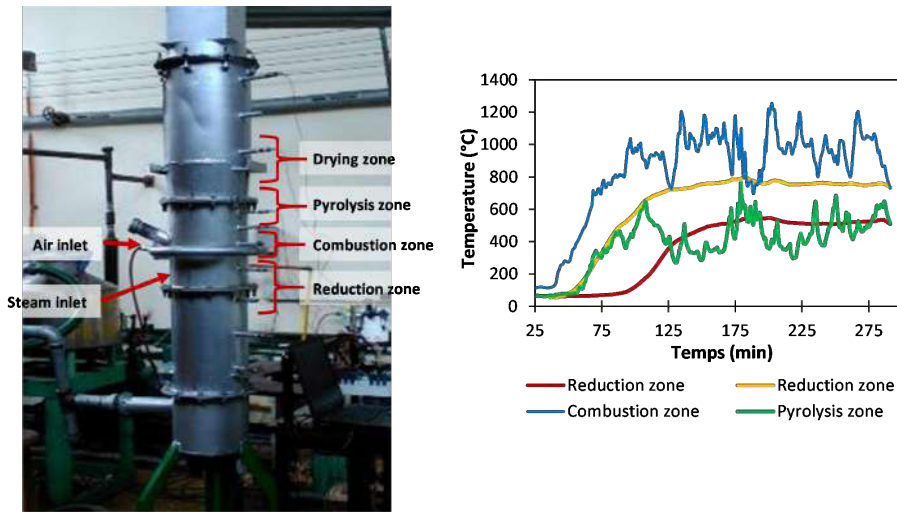 Drying zone
Pyrolysis zone
Air inlet
Combustion zone
Steam inlet
Reduction zone
Temperature (°C)
1400
1200
1000
800
600
400
200
0
25 75 125 175 225 275
Temps (min)
Reduction zone Reduction zone
Combustion zone Pyrolysis zone